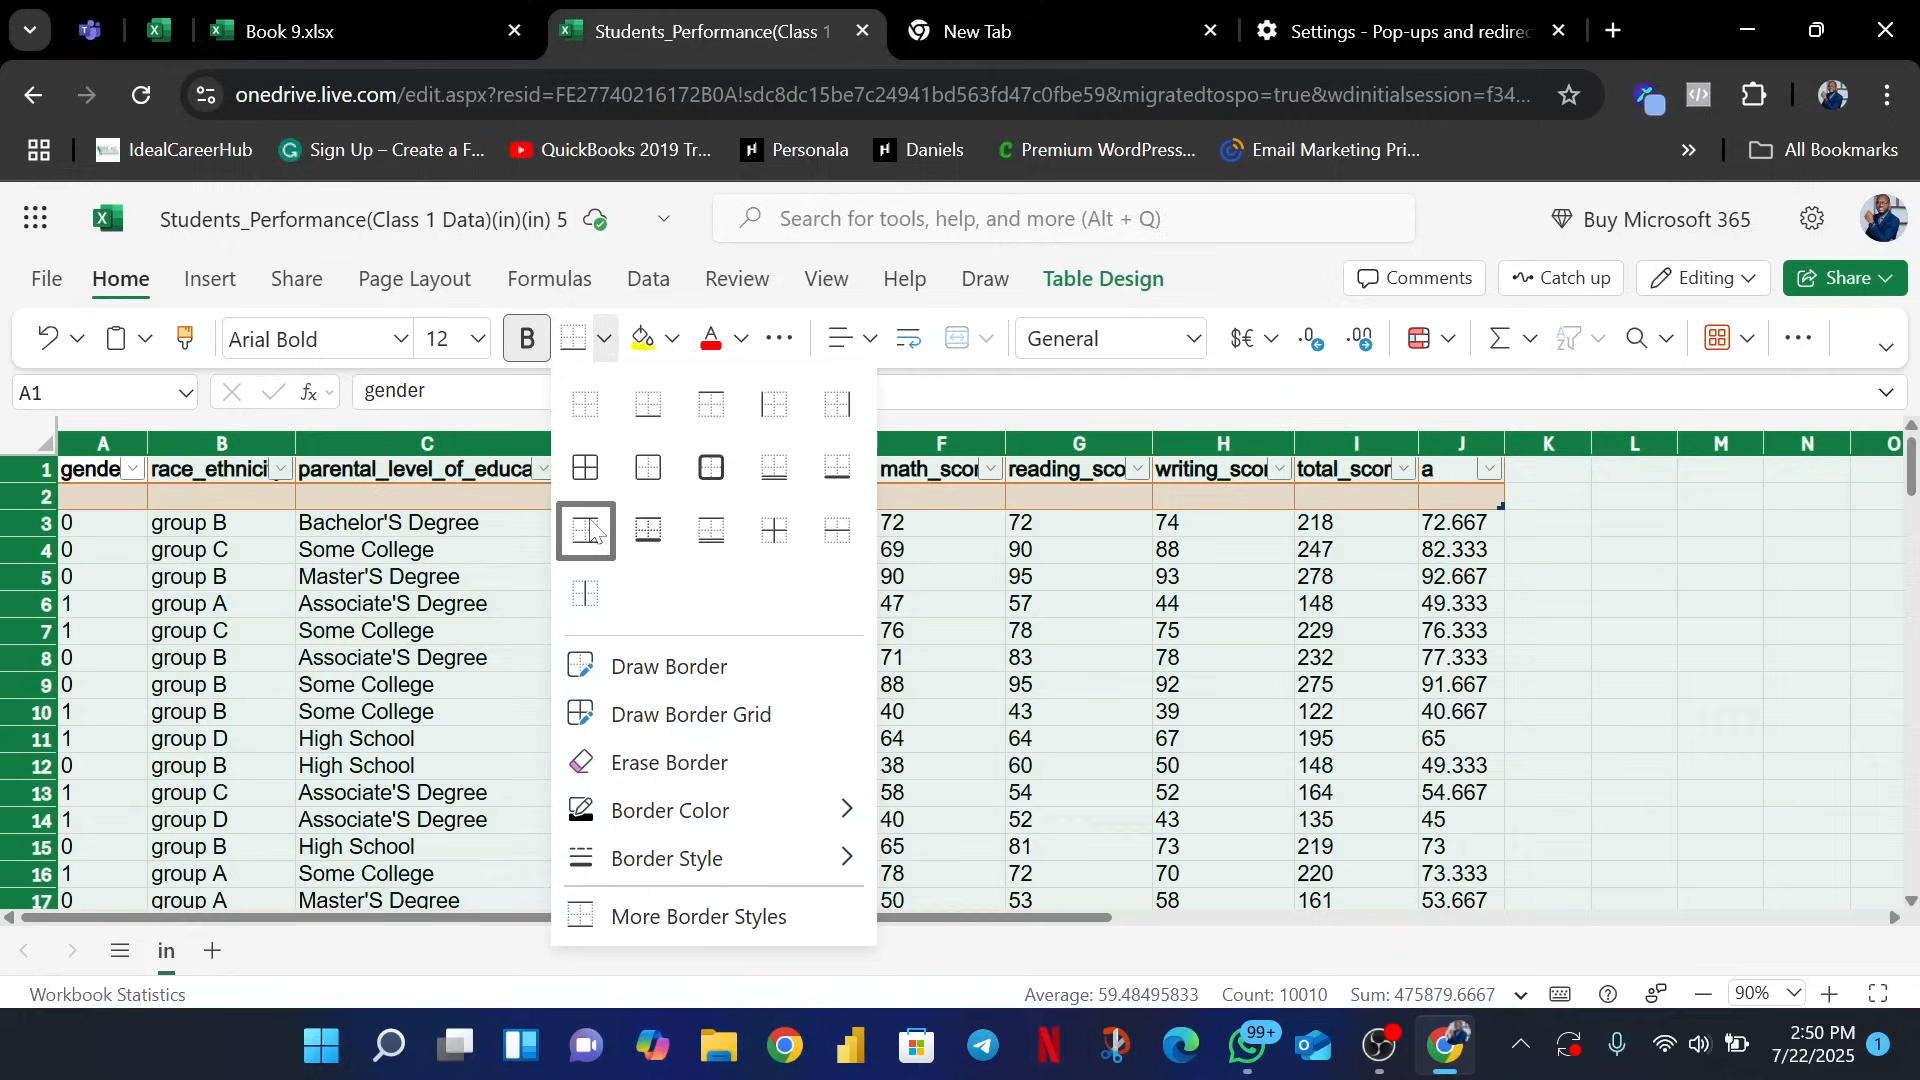 Book 9.xlsx
Students_Performance(Class 1
New Tab
Settings - Pop-ups and redirec
onedrive.live.com/edit.aspx?resid=FE27740216172B0A!sdc8dc15be7c24941bd563fd47c0fbe59&migratedtospo=true&wdinitialsession=f34...
IdealCareerHub
Sign Up – Create a F...
QuickBooks 2019 Tr...
Personala
Daniels
Premium WordPress...
Email Marketing Pri...
All Bookmarks
Students_Performance(Class 1 Data)(in)(in) 5
Search for tools, help, and more (Alt + Q)
Buy Microsoft 365
File Home Insert Share Page Layout Formulas Data Review View Help Draw Table Design
Comments Catch up Editing Share
Arial Bold 12 B General
A1 fx gender
A B C F G H I J K L M N O
1 gende race_ethnici parental_level_of_educa math_scor reading_sco writing_sco total_scor a
2
3 0 group B Bachelor'S Degree 72 72 74 218 72.667
4 0 group C Some College 69 90 88 247 82.333
5 0 group B Master'S Degree 90 95 93 278 92.667
6 1 group A Associate'S Degree 47 57 44 148 49.333
7 1 group C Some College 76 78 75 229 76.333
8 0 group B Associate'S Degree 71 83 78 232 77.333
9 0 group B Some College 88 95 92 275 91.667
10 1 group B Some College 40 43 39 122 40.667
11 1 group D High School 64 64 67 195 65
12 0 group B High School 38 60 50 148 49.333
13 1 group C Associate'S Degree 58 54 52 164 54.667
14 1 group D Associate'S Degree 40 52 43 135 45
15 0 group B High School 65 81 73 219 73
16 1 group A Some College 78 72 70 220 73.333
17 0 group A Master'S Degree 50 53 58 161 53.667
Draw Border
Draw Border Grid
Erase Border
Border Color
Border Style
More Border Styles
in
Workbook Statistics
Average: 59.48495833 Count: 10010 Sum: 475879.6667
90%
99+
2:50 PM
7/22/2025
1